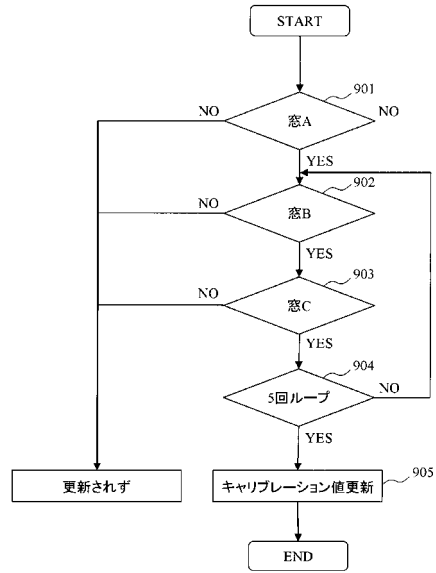 START
901
NO
窓A
NO
YES
902
NO
窓B
YES
903
NO
窓C
YES
904
5回ループ
NO
YES
更新されず
キャリブレーション値更新
905
END